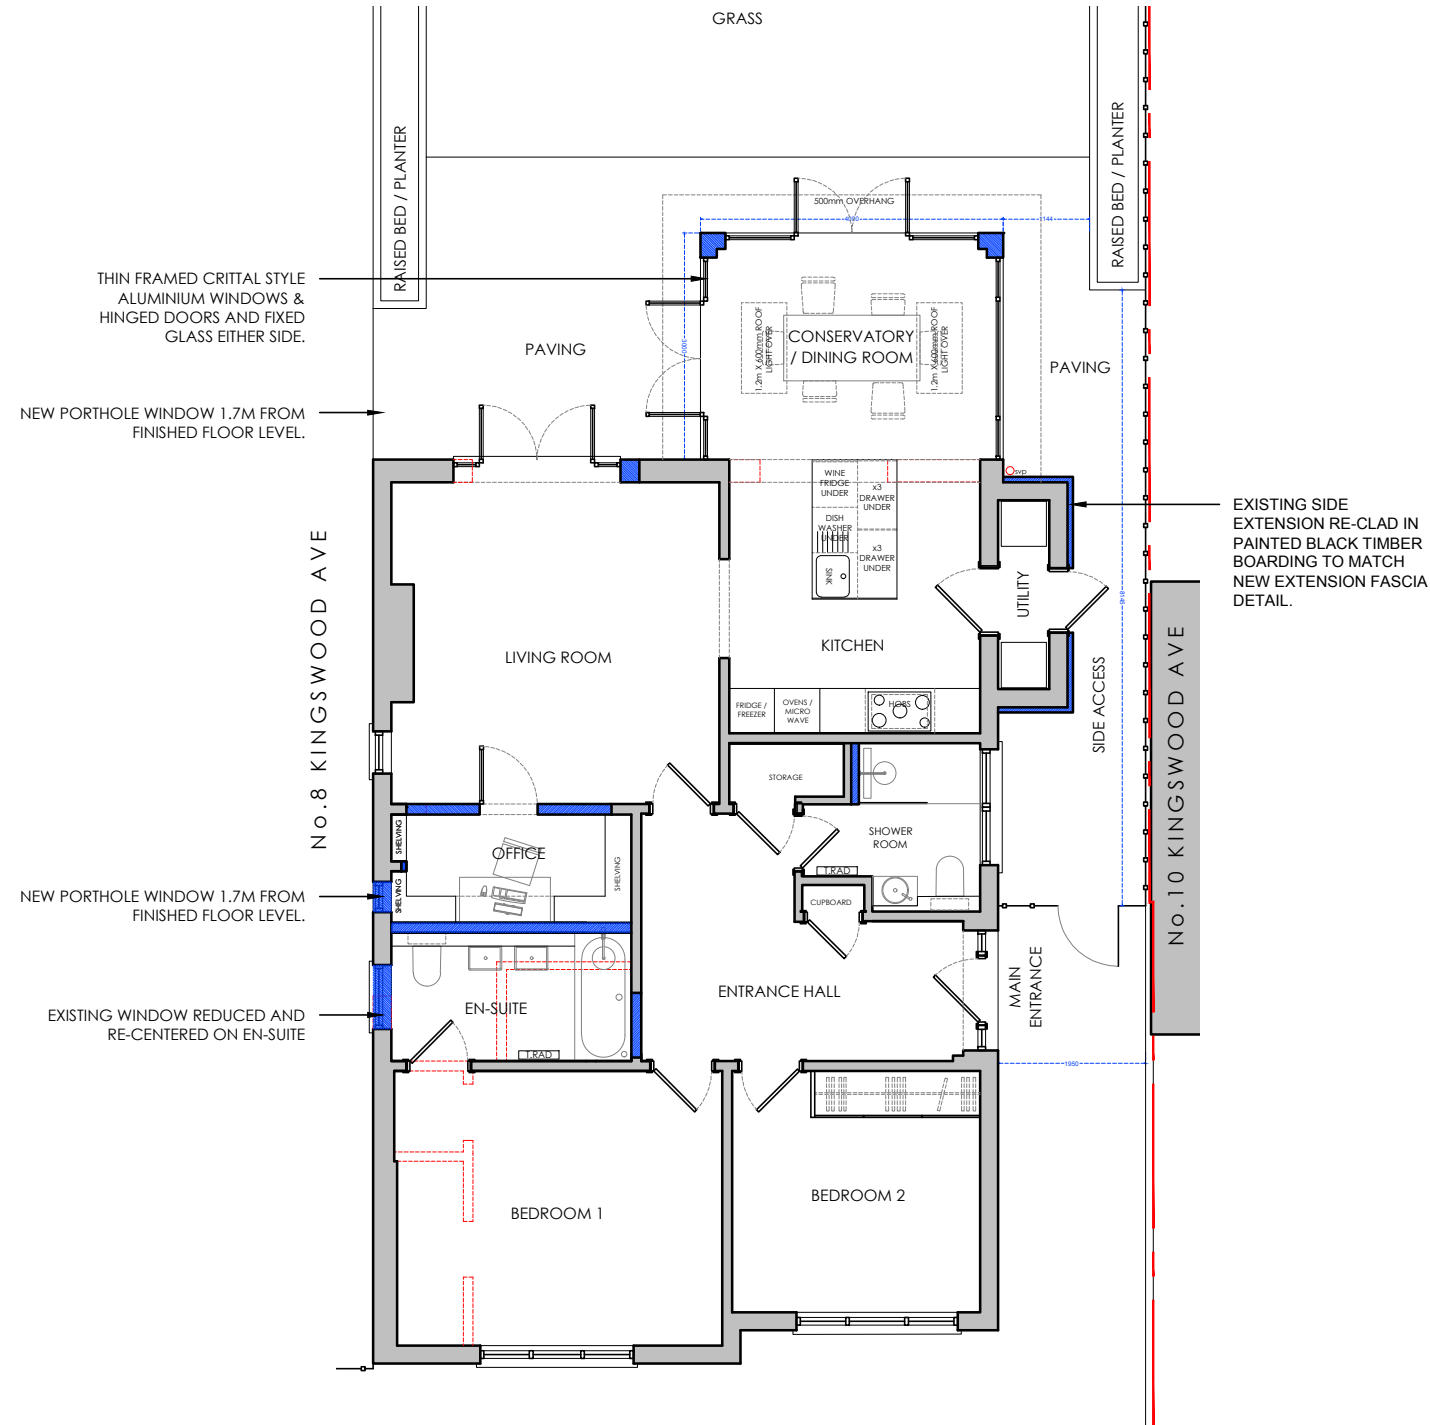 GRASS
RAISED BED / PLANTER
RAISED BED / PLANTER
500mm OVERHANG
4000
1144
THIN FRAMED CRITTAL STYLE
ALUMINIUM WINDOWS &
HINGED DOORS AND FIXED
GLASS EITHER SIDE.
3000
1.2m X 600mm ROOF
LIGHT OVER
CONSERVATORY
/ DINING ROOM
1.2m X 600mm ROOF
LIGHT OVER
PAVING
PAVING
NEW PORTHOLE WINDOW 1.7M FROM
FINISHED FLOOR LEVEL.
svp
WINE
FRIDGE
UNDER
x3
DRAWER
UNDER
DISH
WASHER
UNDER
x3
DRAWER
UNDER
SINK
EXISTING SIDE
EXTENSION RE-CLAD IN
PAINTED BLACK TIMBER
BOARDING TO MATCH
NEW EXTENSION FASCIA
DETAIL.
UTILITY
8145
No.8 KINGSWOOD AVE
LIVING ROOM
KITCHEN
SIDE ACCESS
No.10 KINGSWOOD AVE
FRIDGE /
FREEZER
OVENS /
MICRO
WAVE
HOBS
STORAGE
SHOWER
ROOM
SHELVING
OFFICE
SHELVING
SHELVING
T.RAD
CUPBOARD
NEW PORTHOLE WINDOW 1.7M FROM
FINISHED FLOOR LEVEL.
ENTRANCE HALL
MAIN
ENTRANCE
EN-SUITE
EXISTING WINDOW REDUCED AND
RE-CENTERED ON EN-SUITE
T.RAD
1950
BEDROOM 2
BEDROOM 1